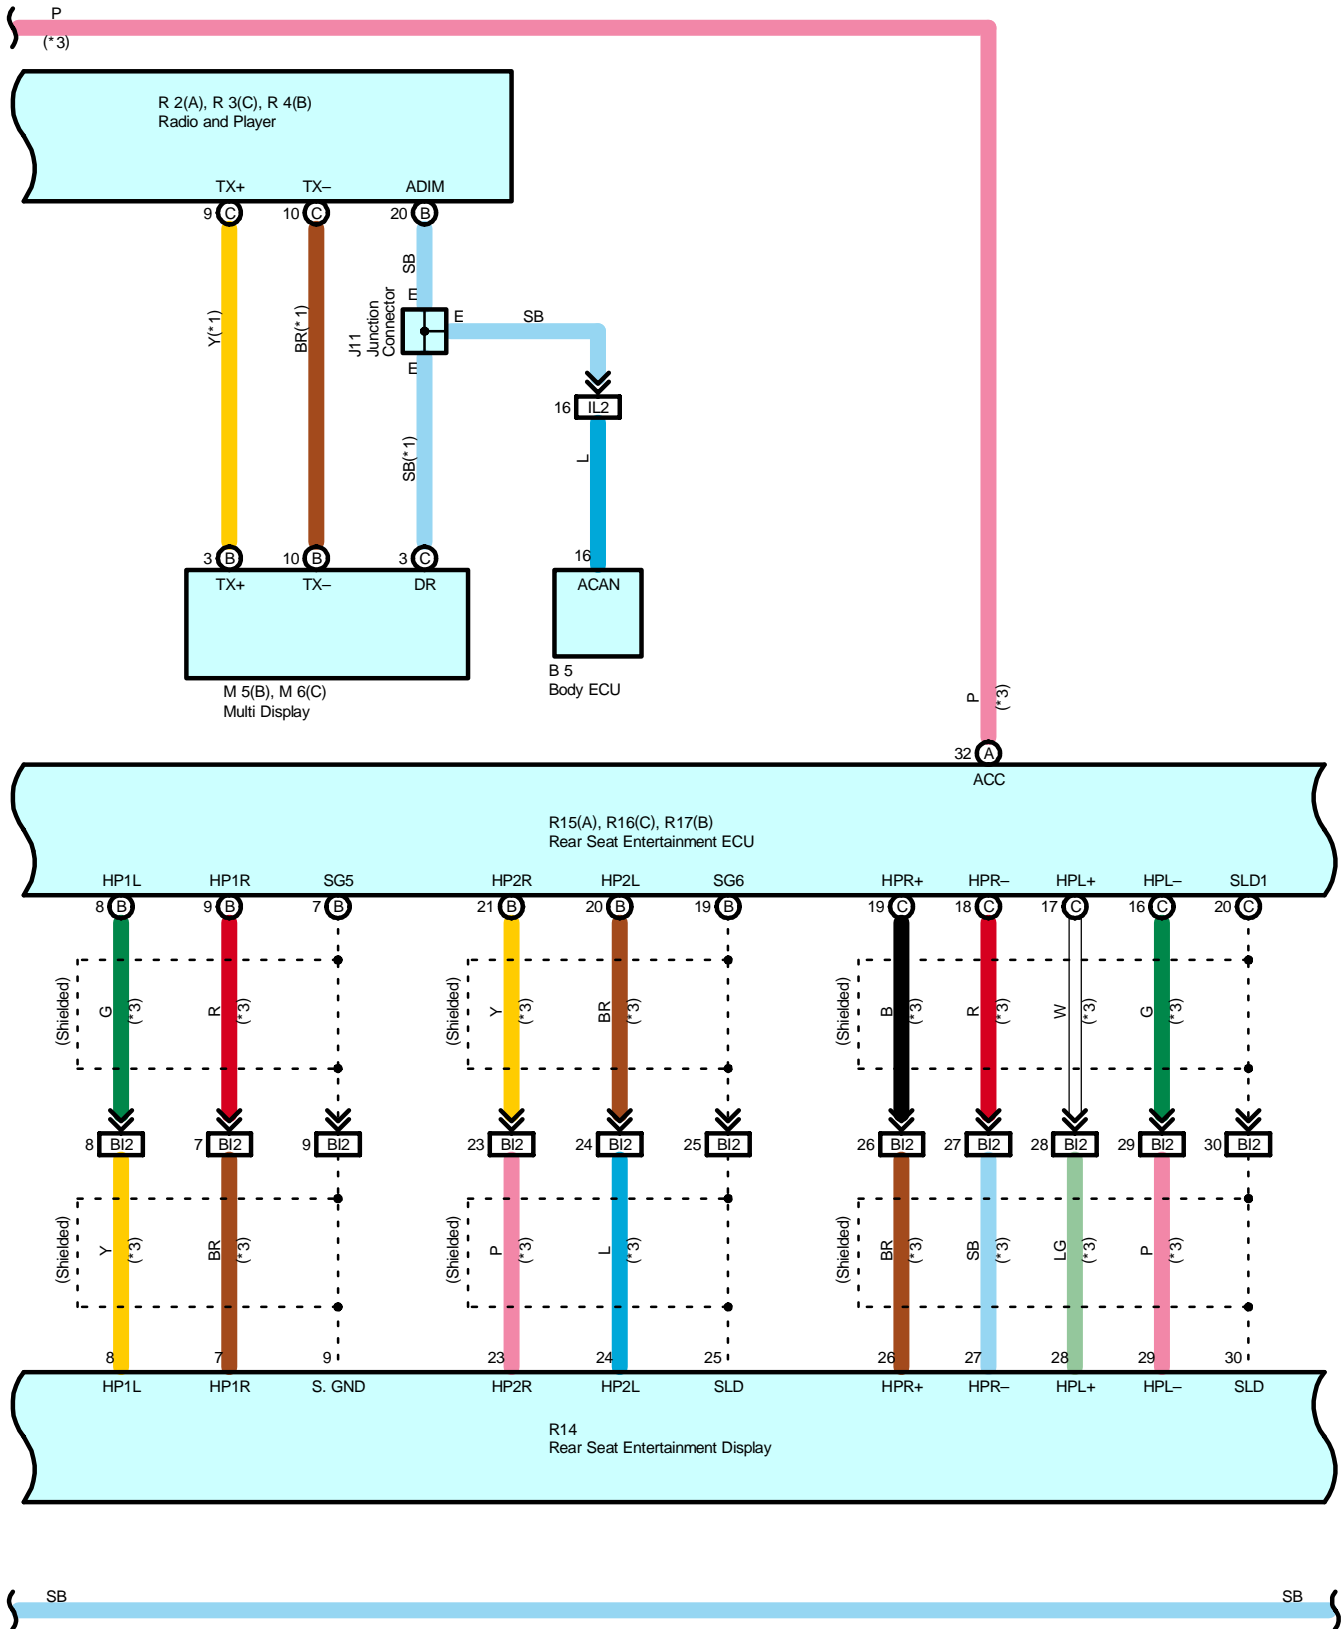 P
(*3)
R 2(A), R 3(C), R 4(B)
Radio and Player
TX+ TX– ADIM
9 C 10 C 20 B
SB
E
J11
Junction
Connector
E SB
E
Y(*1)
BR(*1)
16 IL2
SB(*1)
L
3 B 10 B 3 C 16
TX+ TX– DR ACAN
M 5(B), M 6(C)
Multi Display
B 5
Body ECU
P
(*3)
32 A
ACC
R15(A), R16(C), R17(B)
Rear Seat Entertainment ECU
HP1L HP1R SG5 HP2R HP2L SG6 HPR+ HPR– HPL+ HPL– SLD1
8 B 9 B 7 B 21 B 20 B 19 B 19 C 18 C 17 C 16 C 20 C
(Shielded) G (*3) R (*3) (Shielded) Y (*3) BR (*3) (Shielded) B (*3) R (*3) W (*3) G (*3)
8 BI2 7 BI2 9 BI2 23 BI2 24 BI2 25 BI2 26 BI2 27 BI2 28 BI2 29 BI2 30 BI2
(Shielded) Y (*3) BR (*3) (Shielded) P (*3) L (*3) (Shielded) BR (*3) SB (*3) LG (*3) P (*3)
8 7 9 23 24 25 26 27 28 29 30
HP1L HP1R S. GND HP2R HP2L SLD HPR+ HPR– HPL+ HPL– SLD
R14
Rear Seat Entertainment Display
SB SB